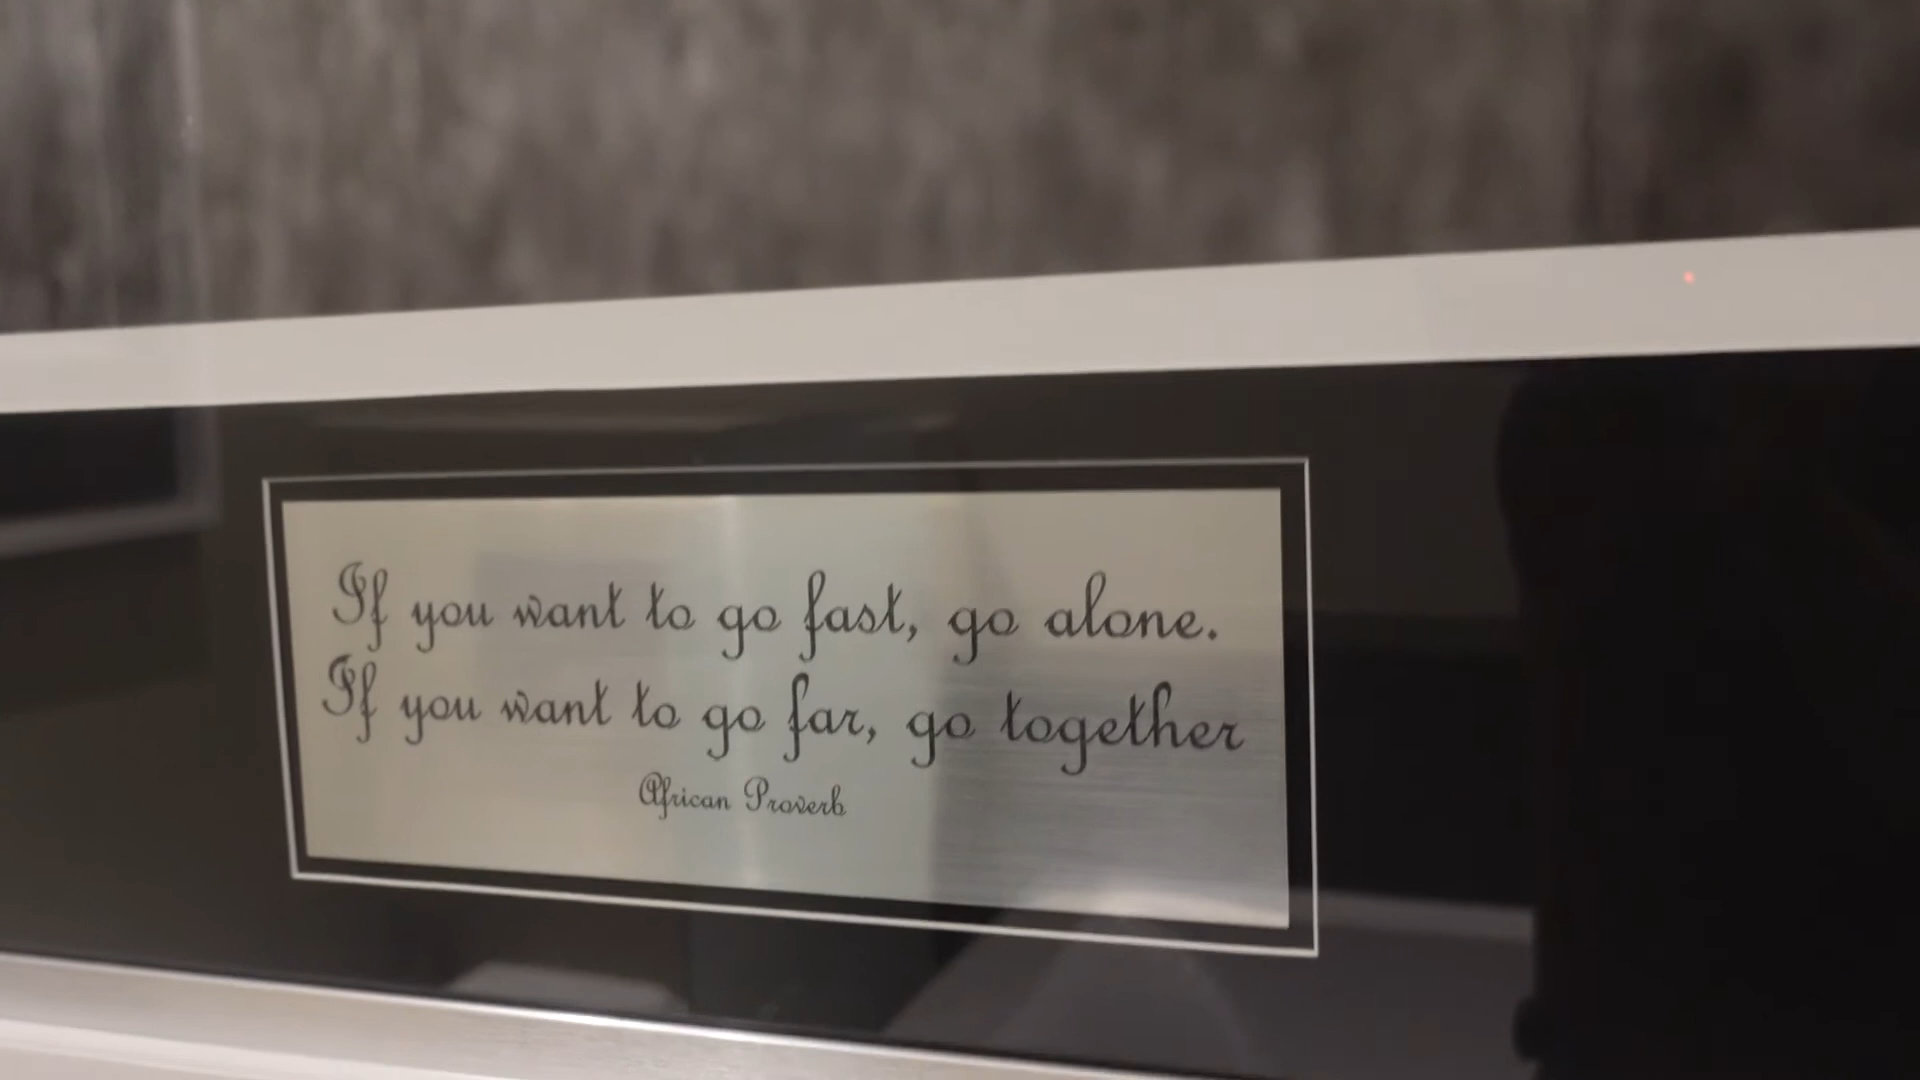 If you want to go fast, go alone.
If you want to go far, go together
African Proverb